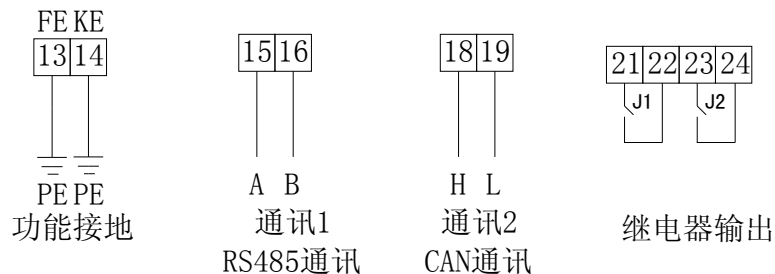 FE KE
13 14
PE PE
功能接地
15 16
A B
通讯1
RS485通讯
18 19
H L
通讯2
CAN通讯
21 22 23 24
J1 J2
继电器输出